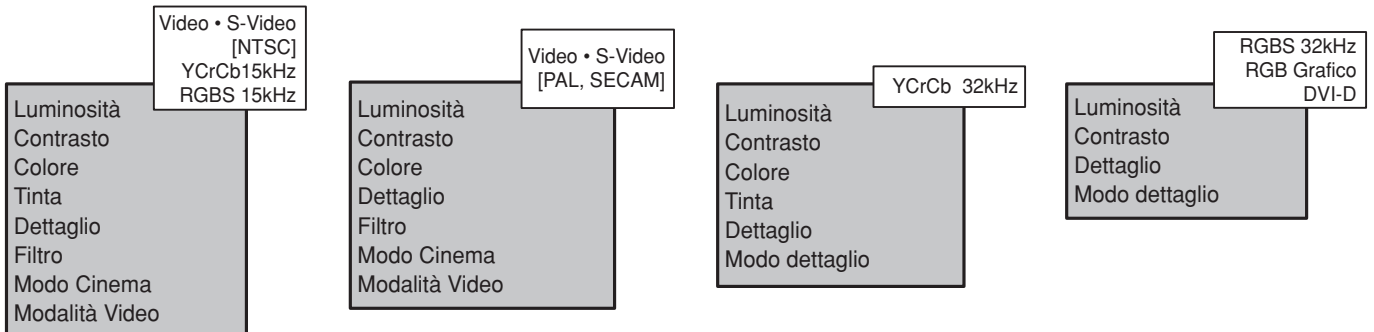 Video • S-Video
[NTSC]
YCrCb15kHz
RGBS 15kHz
Luminosità
Contrasto
Colore
Tinta
Dettaglio
Filtro
Modo Cinema
Modalità Video
Video • S-Video
[PAL, SECAM]
Luminosità
Contrasto
Colore
Dettaglio
Filtro
Modo Cinema
Modalità Video
YCrCb 32kHz
Luminosità
Contrasto
Colore
Tinta
Dettaglio
Modo dettaglio
RGBS 32kHz
RGB Grafico
DVI-D
Luminosità
Contrasto
Dettaglio
Modo dettaglio